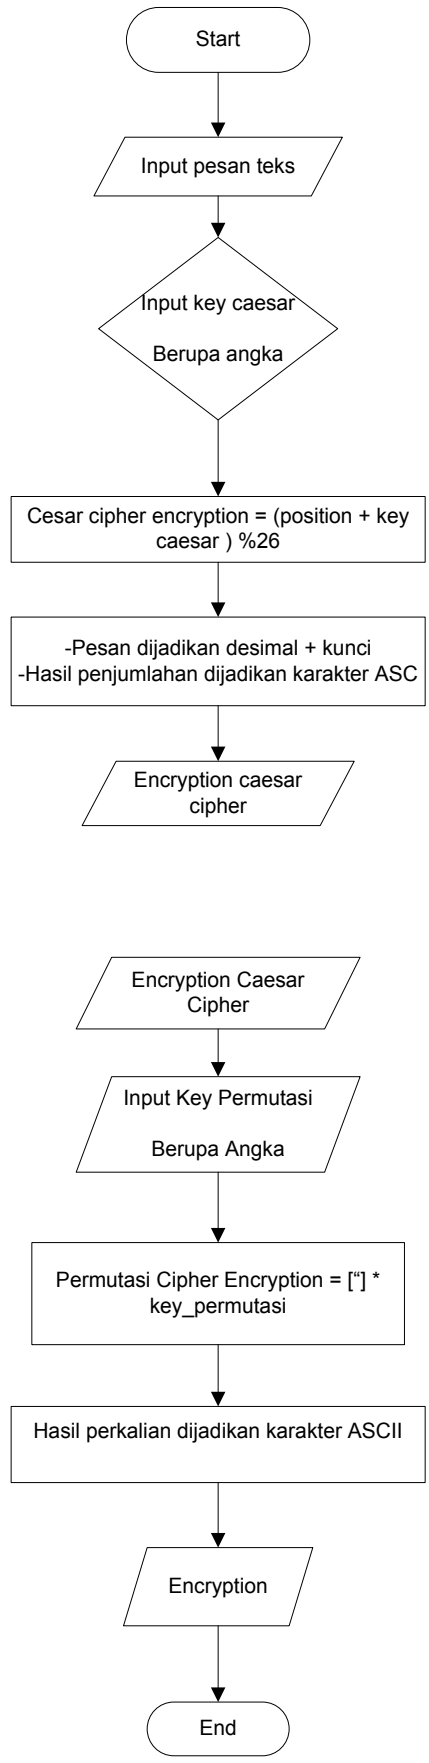 Start
Input pesan teks
Input key caesar
Berupa angka
Cesar cipher encryption = (position + key
caesar ) %26
-Pesan dijadikan desimal + kunci
-Hasil penjumlahan dijadikan karakter ASC
Encryption caesar
cipher
Encryption Caesar
Cipher
Input Key Permutasi
Berupa Angka
Permutasi Cipher Encryption = [“] *
key_permutasi
Hasil perkalian dijadikan karakter ASCII
Encryption
End